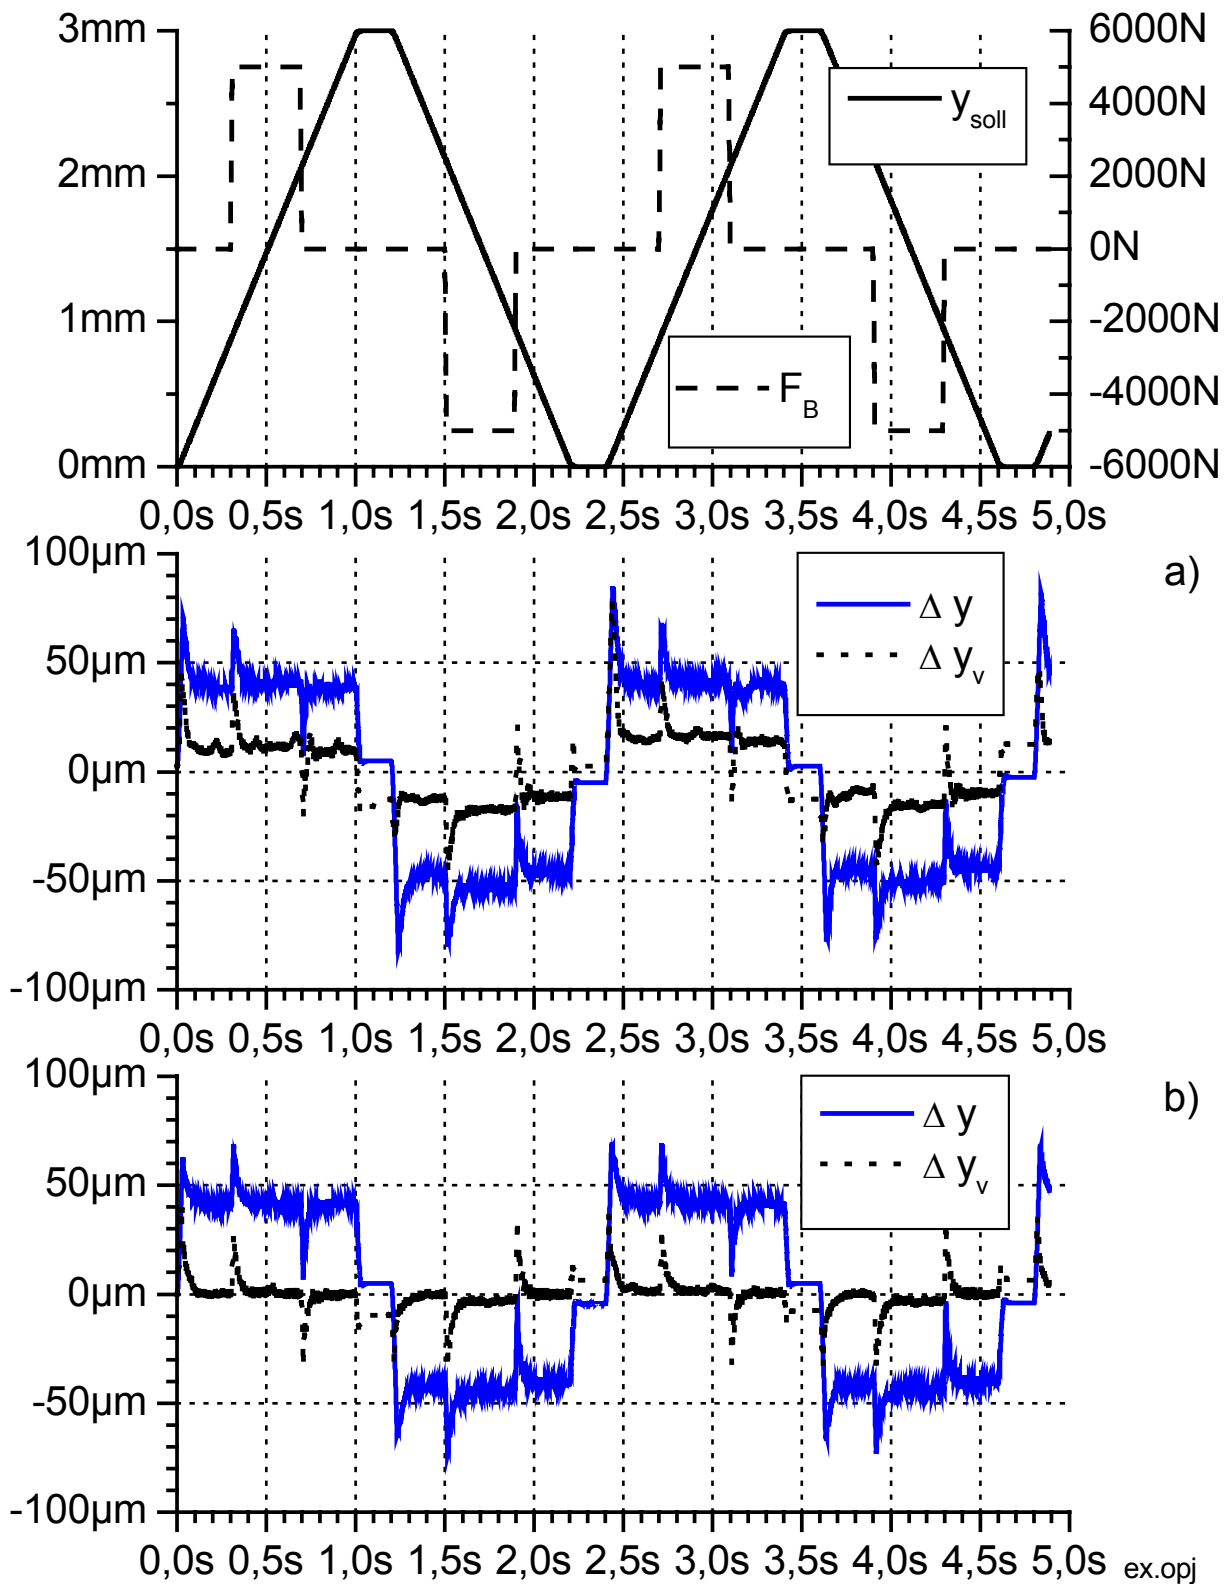 3mm 6000N
4000N
y_soll
2mm 2000N
0N
1mm -2000N
F_B -4000N
0mm -6000N
0,0s 0,5s 1,0s 1,5s 2,0s 2,5s 3,0s 3,5s 4,0s 4,5s 5,0s
100µm a)
Δ y
50µm Δ y_v
0µm
-50µm
-100µm
0,0s 0,5s 1,0s 1,5s 2,0s 2,5s 3,0s 3,5s 4,0s 4,5s 5,0s
100µm b)
Δ y
50µm Δ y_v
0µm
-50µm
-100µm
0,0s 0,5s 1,0s 1,5s 2,0s 2,5s 3,0s 3,5s 4,0s 4,5s 5,0s ex.opj